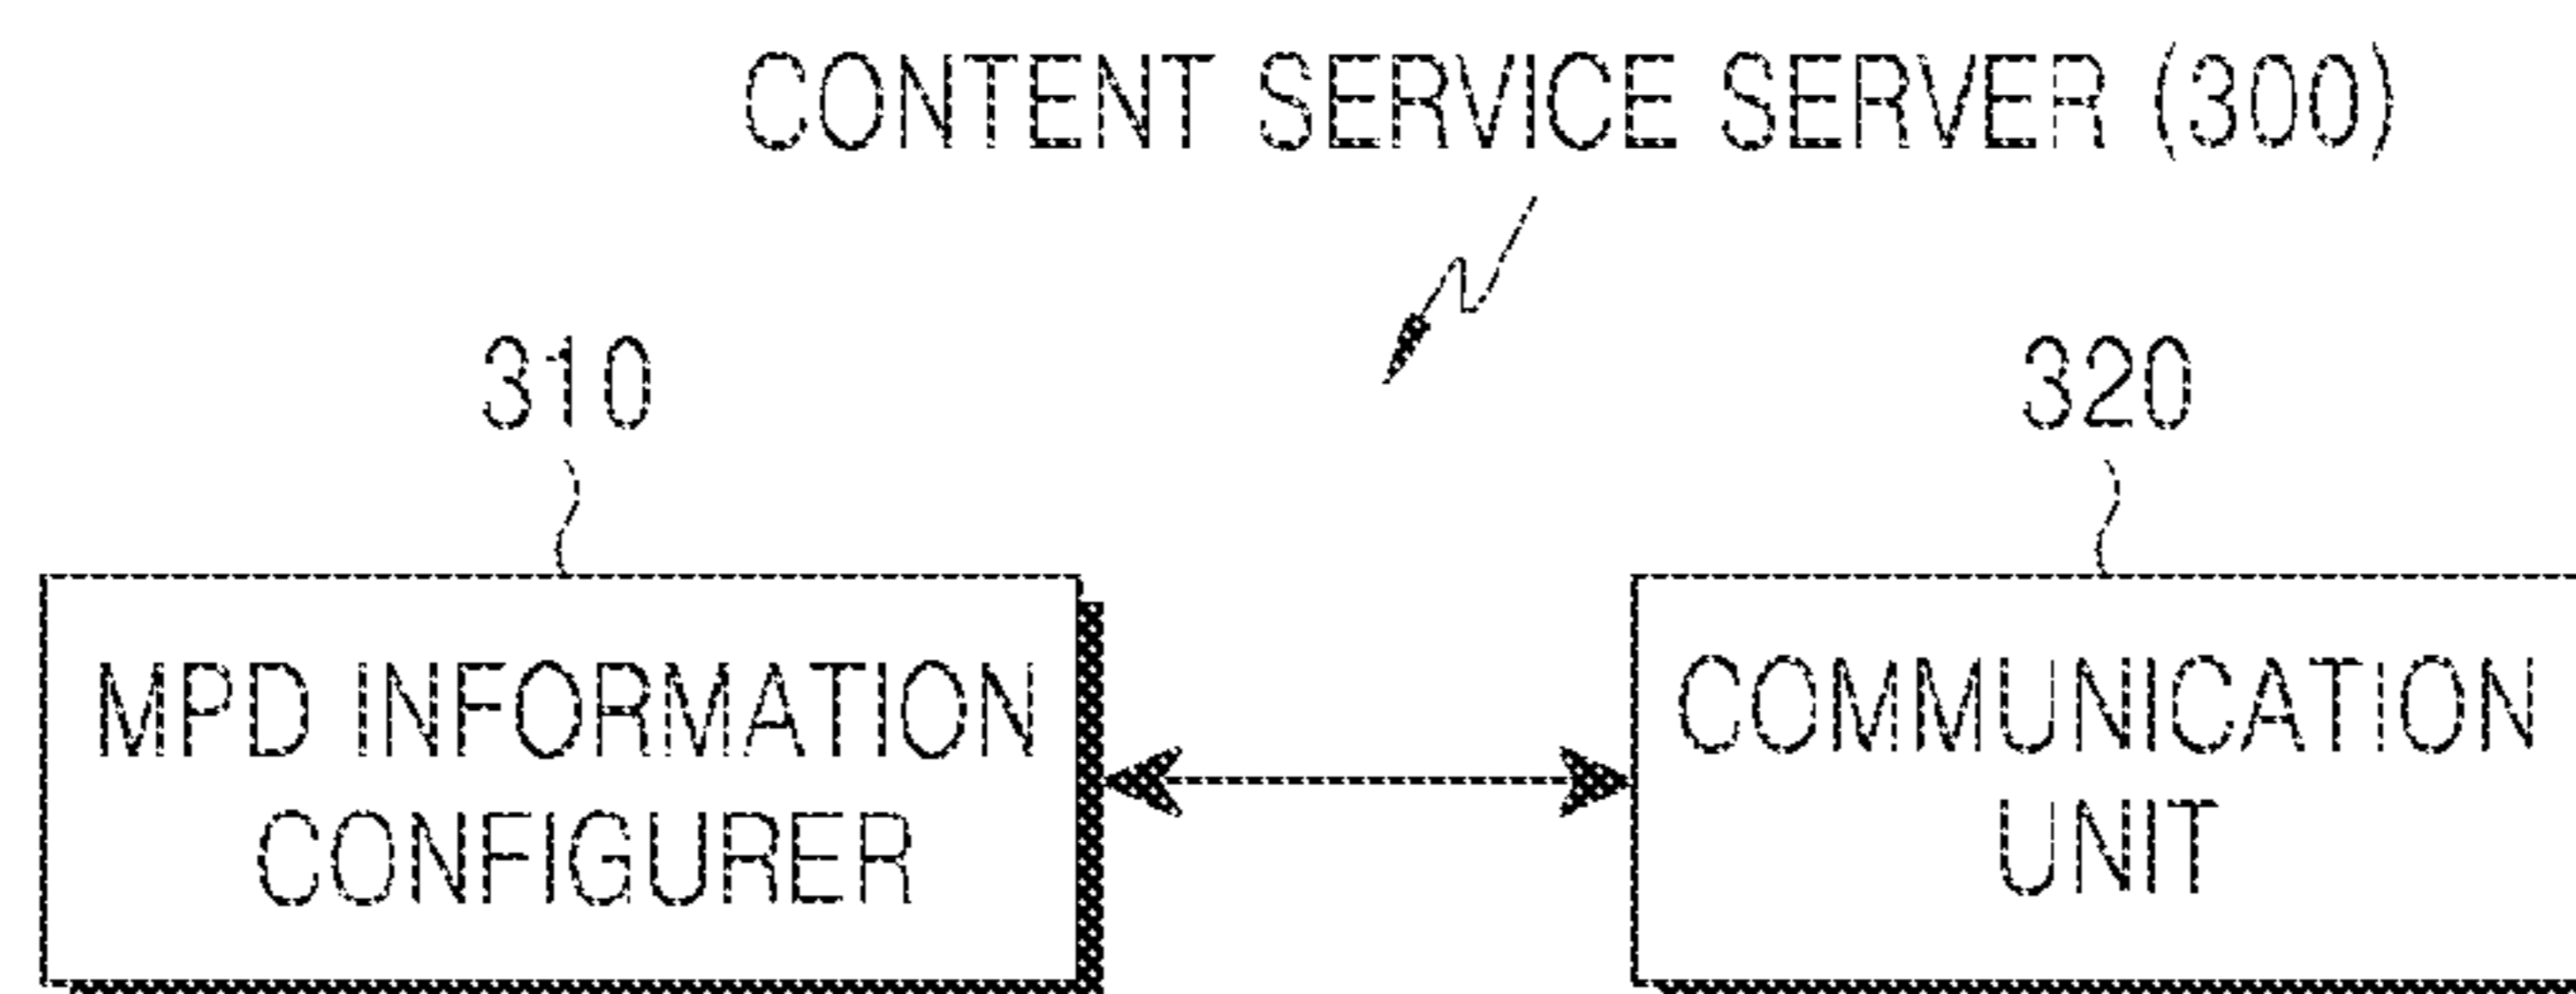 CONTENT SERVICE SERVER (300)
310
320
MPD INFORMATION
CONFIGURER
COMMUNICATION
UNIT